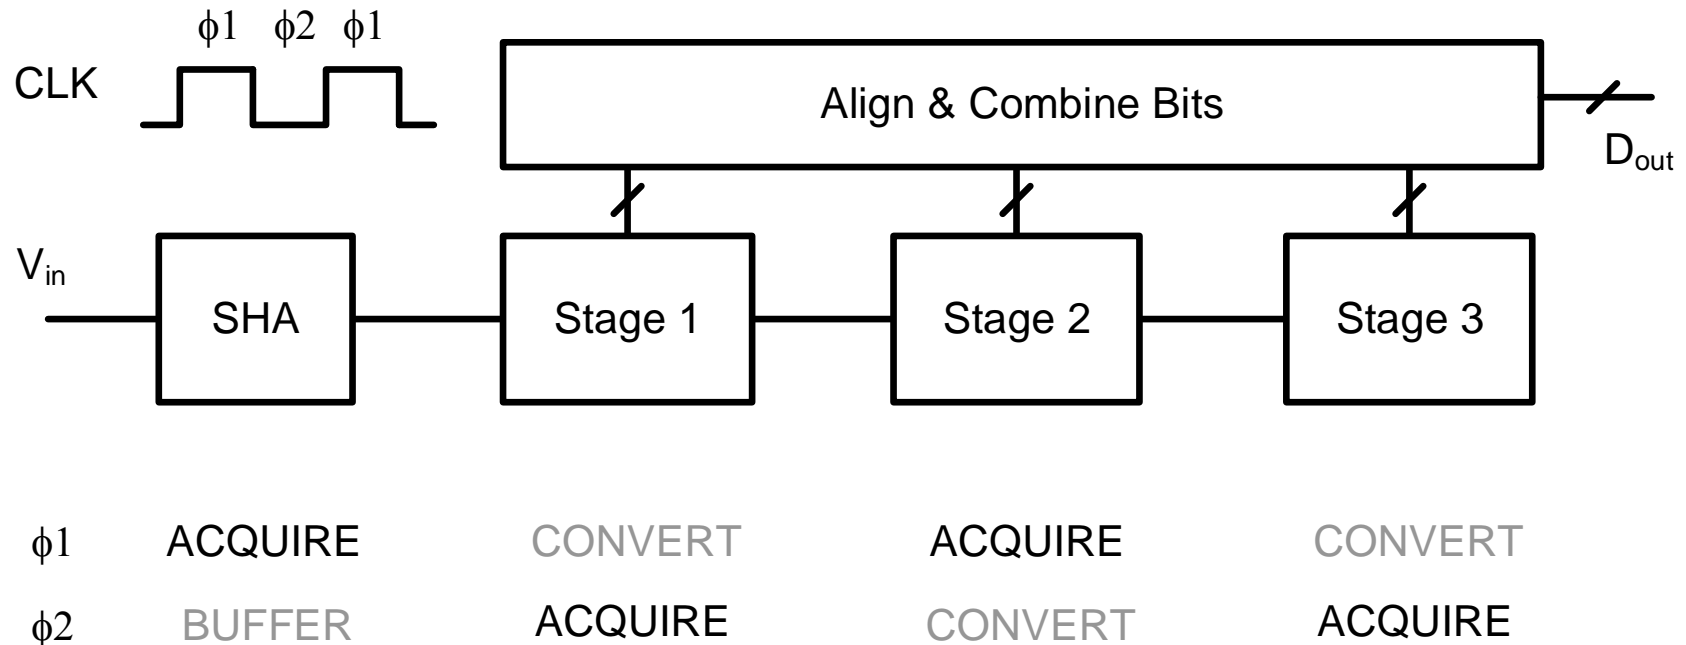 ϕ1 ϕ2 ϕ1
CLK
Align & Combine Bits
Dout
Vin
SHA
Stage 1
Stage 2
Stage 3
ϕ1 ACQUIRE CONVERT ACQUIRE CONVERT
ϕ2 BUFFER ACQUIRE CONVERT ACQUIRE